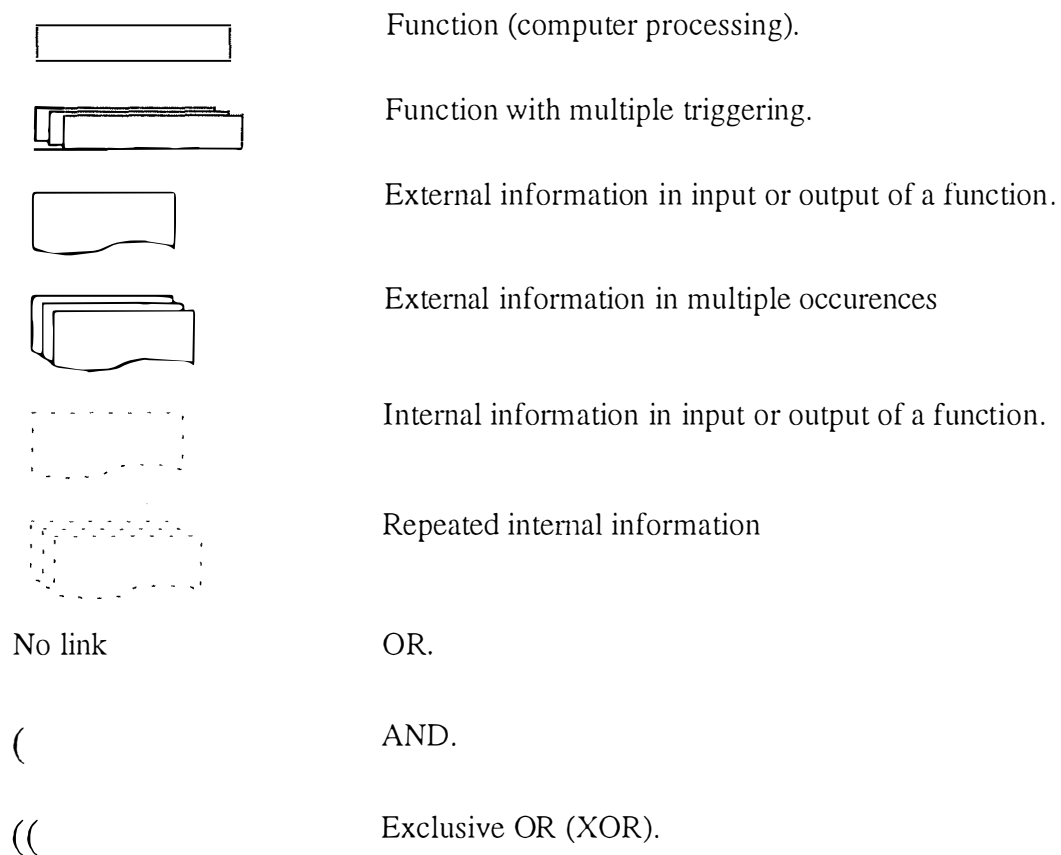 Function (computer processing).
Function with multiple triggering.
External information in input or output of a function.
External information in multiple occurences
Internal information in input or output of a function.
Repeated internal information
No link OR.
( AND.
(( Exclusive OR (XOR).